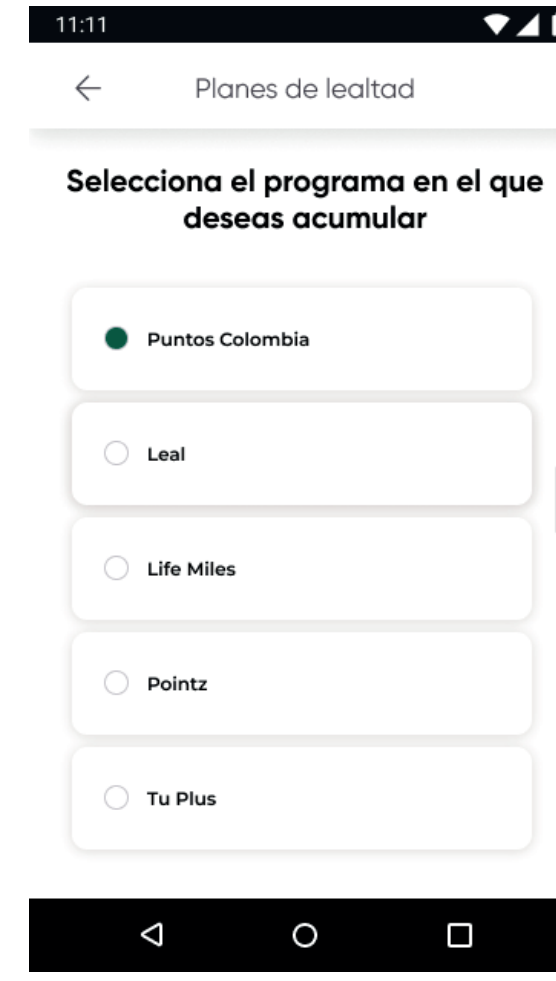 11:11
Planes de lealtad
Selecciona el programa en el que
deseas acumular
Puntos Colombia
Leal
Life Miles
Pointz
Tu Plus